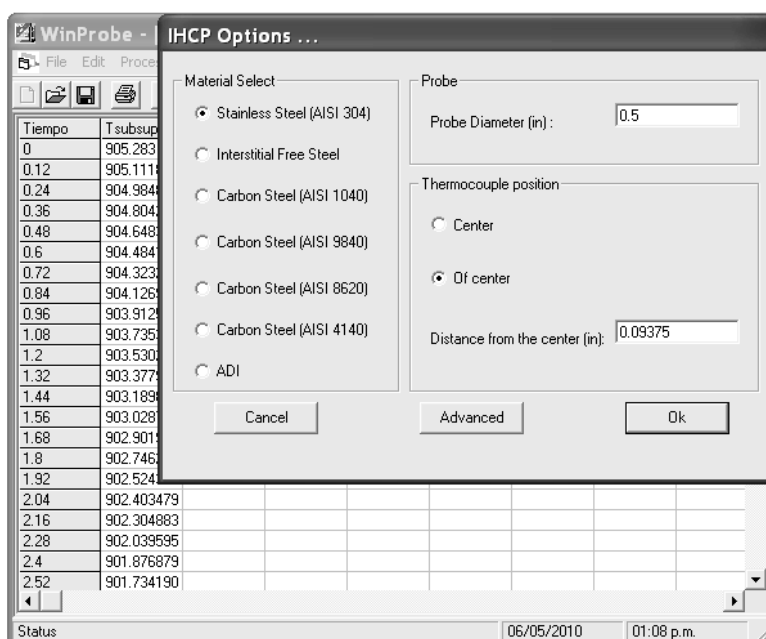 WinProbe -
IHCP Options ...
File Edit
Material Select
Stainless Steel (AISI 304)
Interstitial Free Steel
Carbon Steel (AISI 1040)
Carbon Steel (AISI 9840)
Carbon Steel (AISI 8620)
Carbon Steel (AISI 4140)
ADI
Probe
Probe Diameter (in) : 0.5
Thermocouple position
Center
Of center
Distance from the center (in): 0.09375
Cancel Advanced Ok
Tiempo Tsubsup
0 905.283
0.12 905.111
0.24 904.984
0.36 904.804
0.48 904.648
0.6 904.484
0.72 904.323
0.84 904.126
0.96 903.912
1.08 903.735
1.2 903.530
1.32 903.377
1.44 903.189
1.56 903.028
1.68 902.901
1.8 902.746
1.92 902.524
2.04 902.403479
2.16 902.304883
2.28 902.039595
2.4 901.876879
2.52 901.734190
Status 06/05/2010 01:08 p.m.